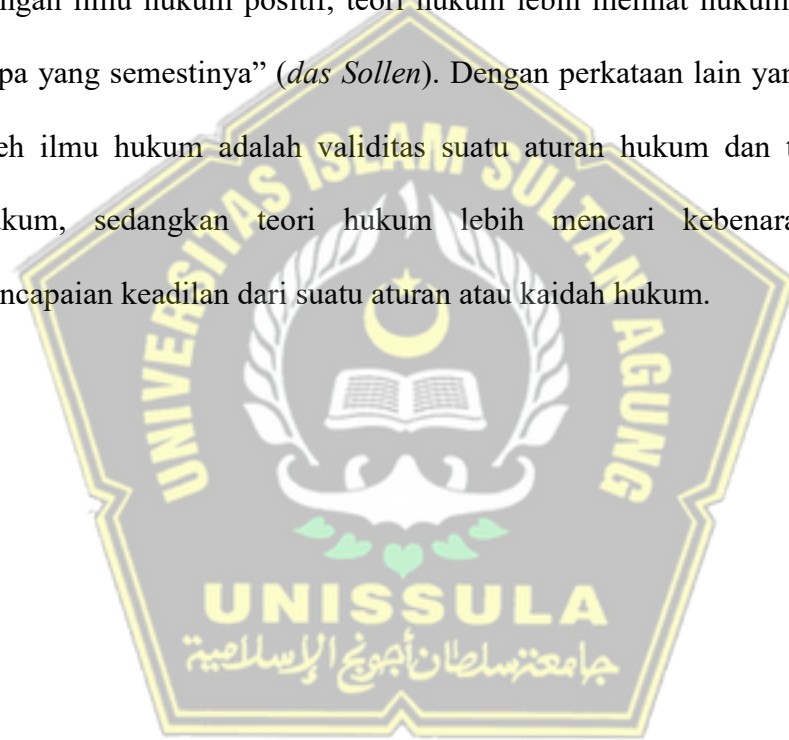 ngan ilmu hukum positif, teori hukum lebih melihat hukum
pa yang semestinya” (das Sollen). Dengan perkataan lain yan
eh ilmu hukum adalah validitas suatu aturan hukum dan t
ukum, sedangkan teori hukum lebih mencari kebenara
ncapaian keadilan dari suatu aturan atau kaidah hukum.
UNIVERSITAS ISLAM SULTAN AGUNG
UNISSULA
جامعة سلطان أجونج الإسلامية